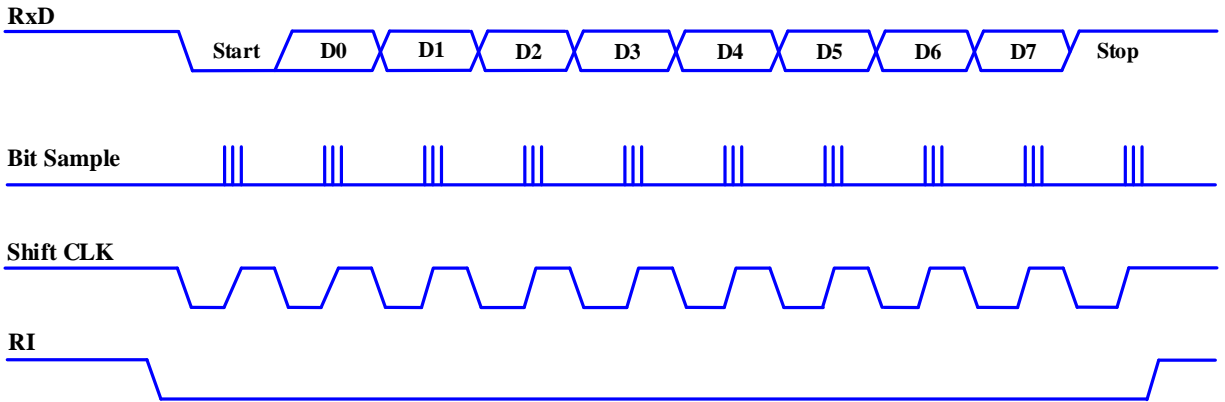 RxD
Start D0 D1 D2 D3 D4 D5 D6 D7 Stop
Bit Sample
Shift CLK
RI